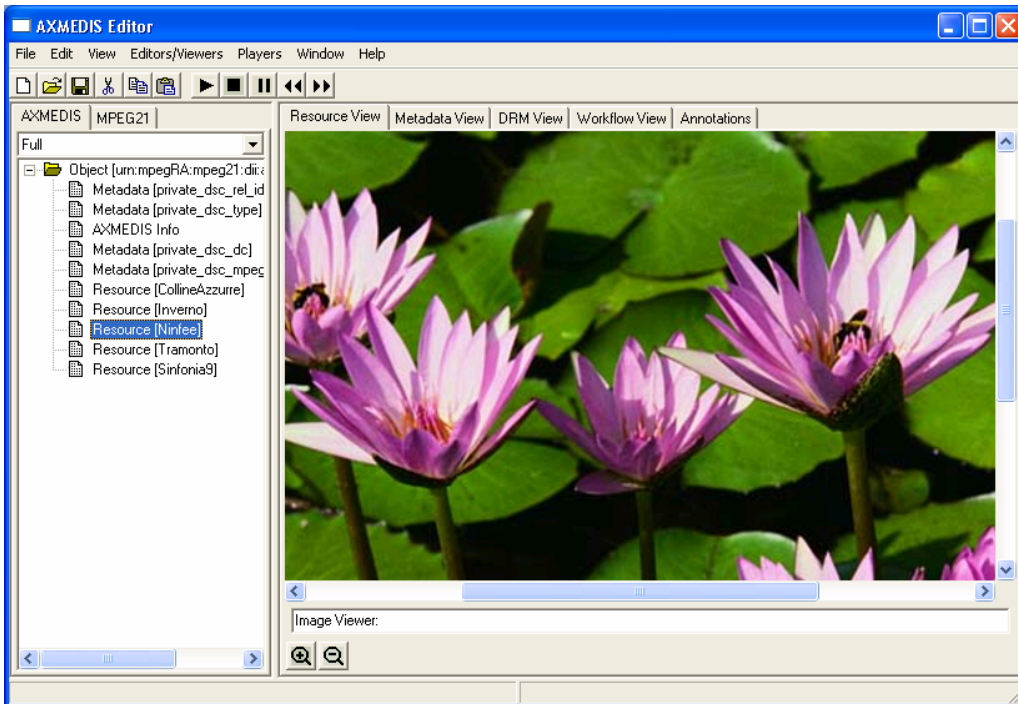 AXMEDIS Editor
File Edit View Editors/Viewers Players Window Help
AXMEDIS MPEG21
Full
Object [urn:mpegRA:mpeg21:dii:a
Metadata [private_dsc_rel_id
Metadata [private_dsc_type]
AXMEDIS Info
Metadata [private_dsc_dc]
Metadata [private_dsc_mpeg
Resource [CollineAzzurre]
Resource [Inverno]
Resource [Ninfee]
Resource [Tramonto]
Resource [Sinfonia9]
Resource View Metadata View DRM View Workflow View Annotations
Image Viewer: